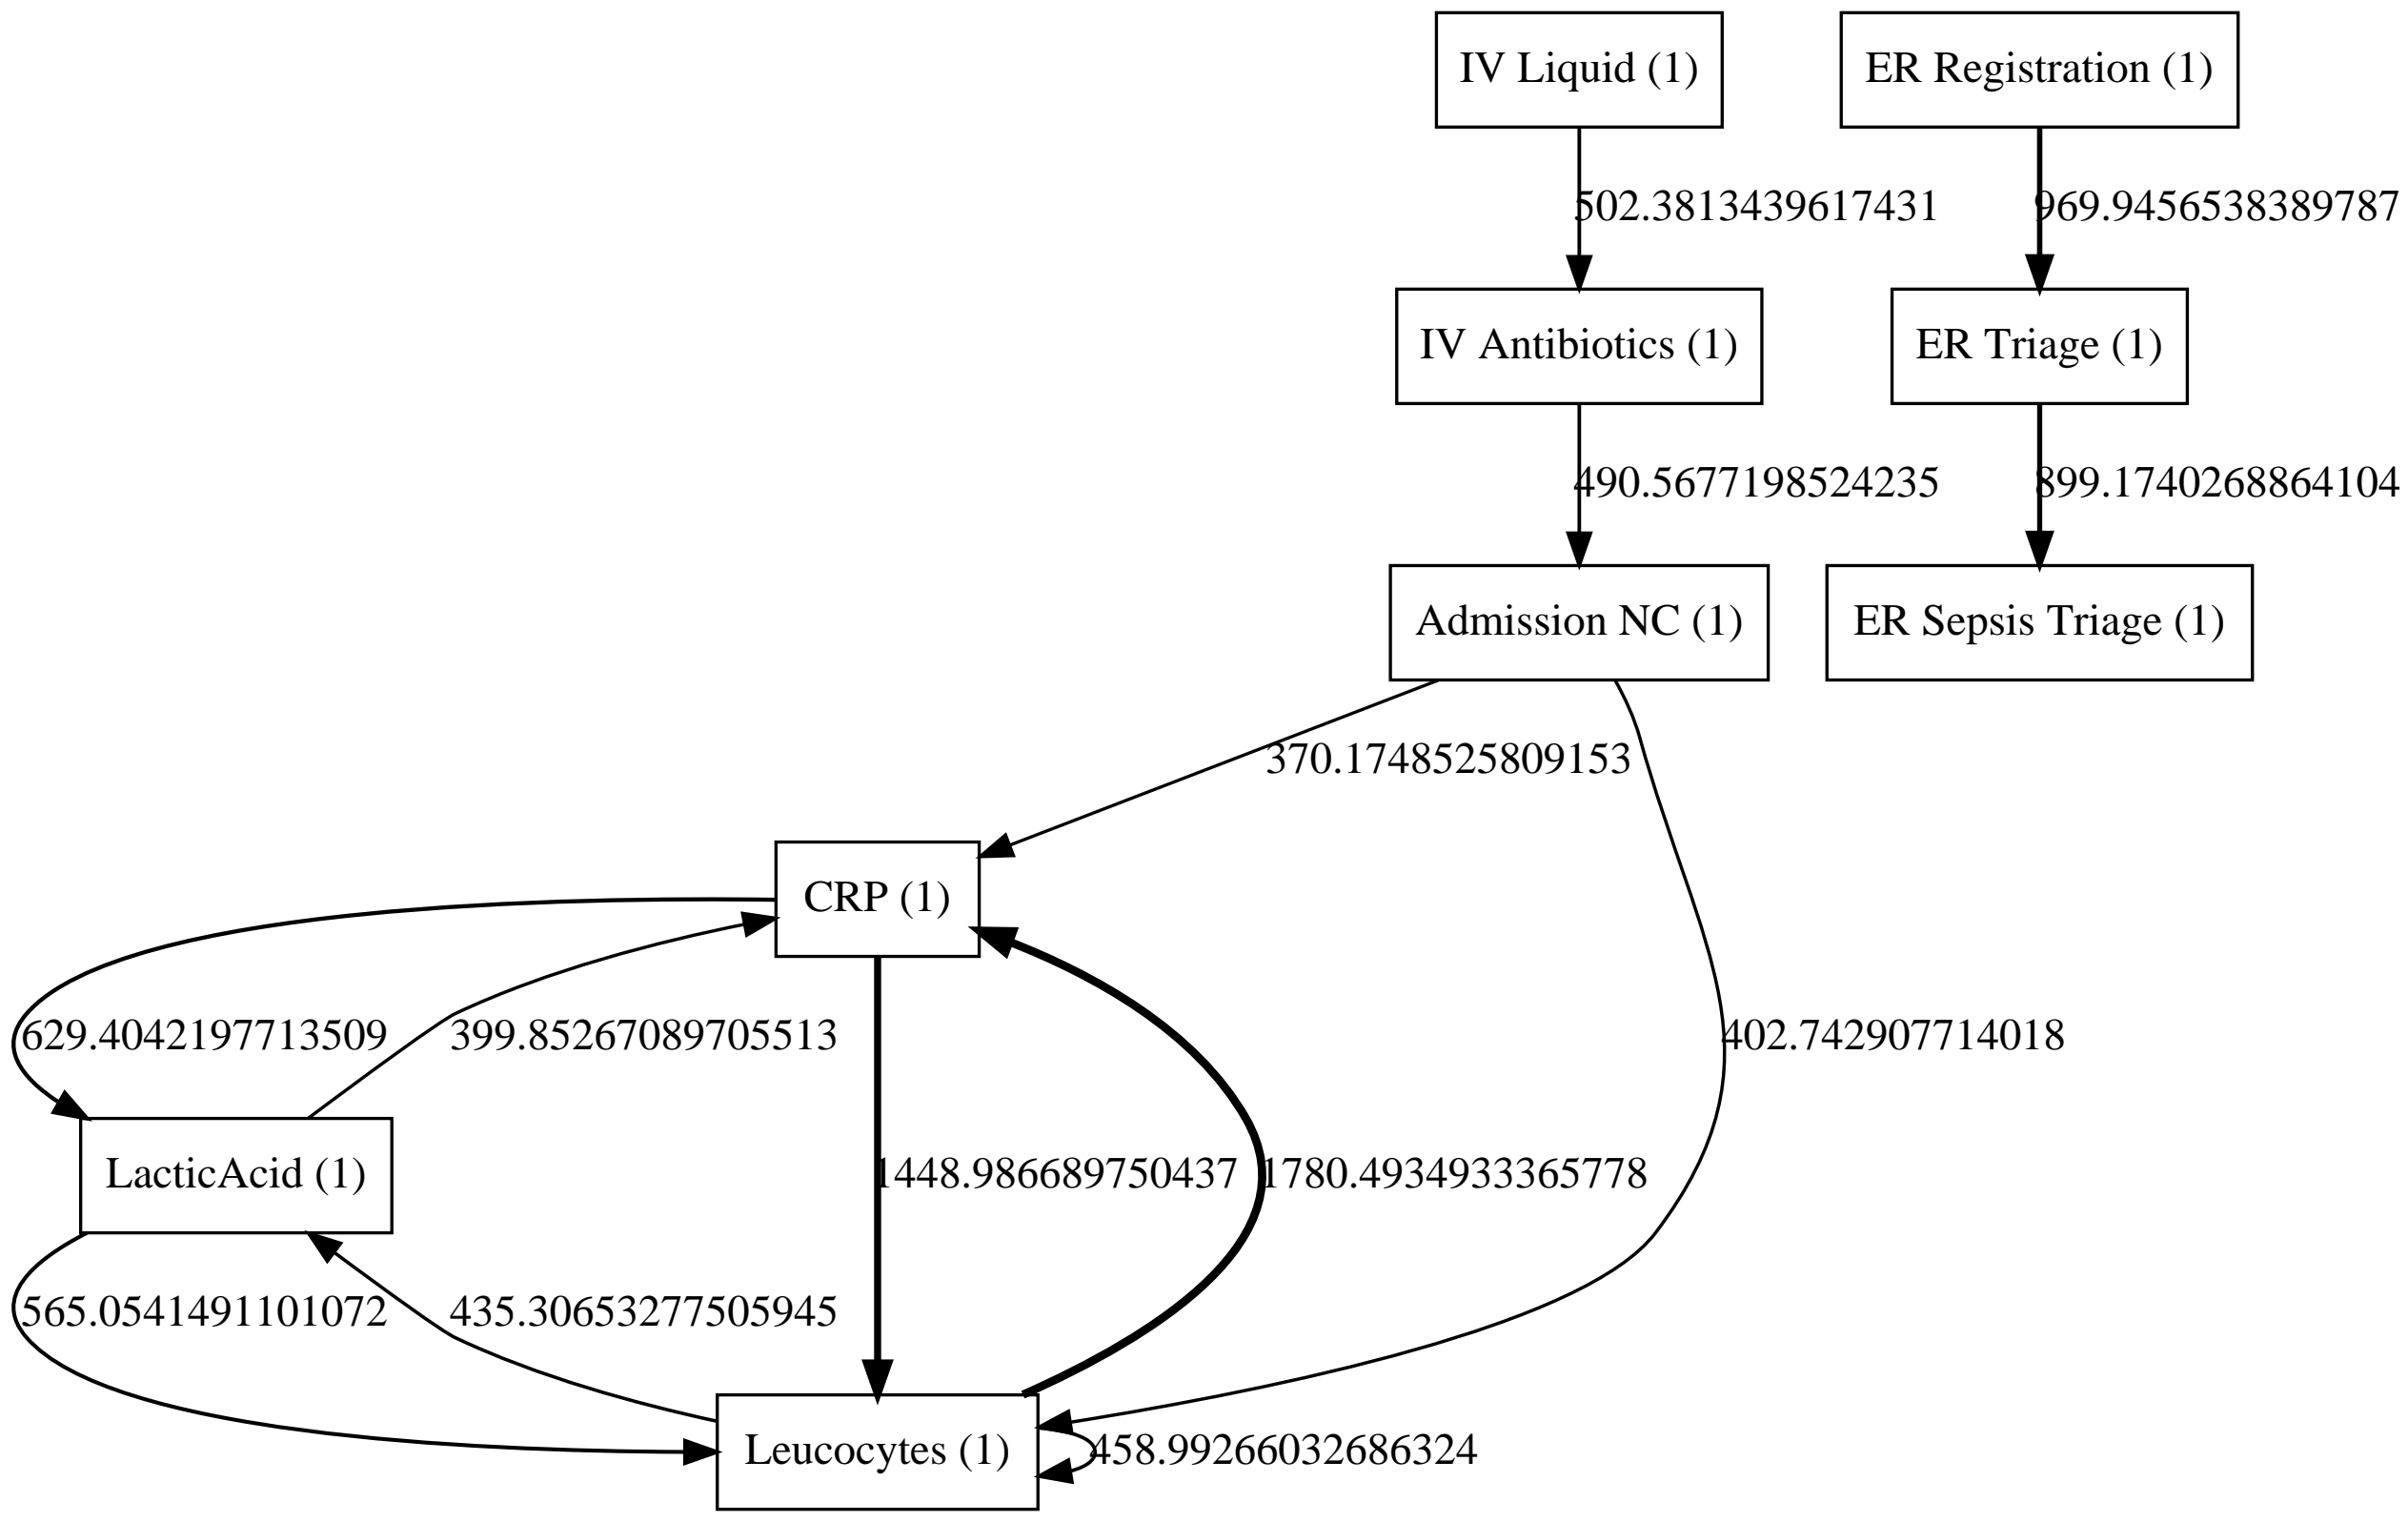 IV Liquid (1)
ER Registration (1)
502.3813439617431
969.9456538389787
IV Antibiotics (1)
ER Triage (1)
490.5677198524235
899.1740268864104
Admission NC (1)
ER Sepsis Triage (1)
370.1748525809153
CRP (1)
629.4042197713509
399.85267089705513
402.742907714018
LacticAcid (1)
1448.986689750437
1780.4934933365778
565.0541491101072
435.30653277505945
Leucocytes (1)
458.99266032686324